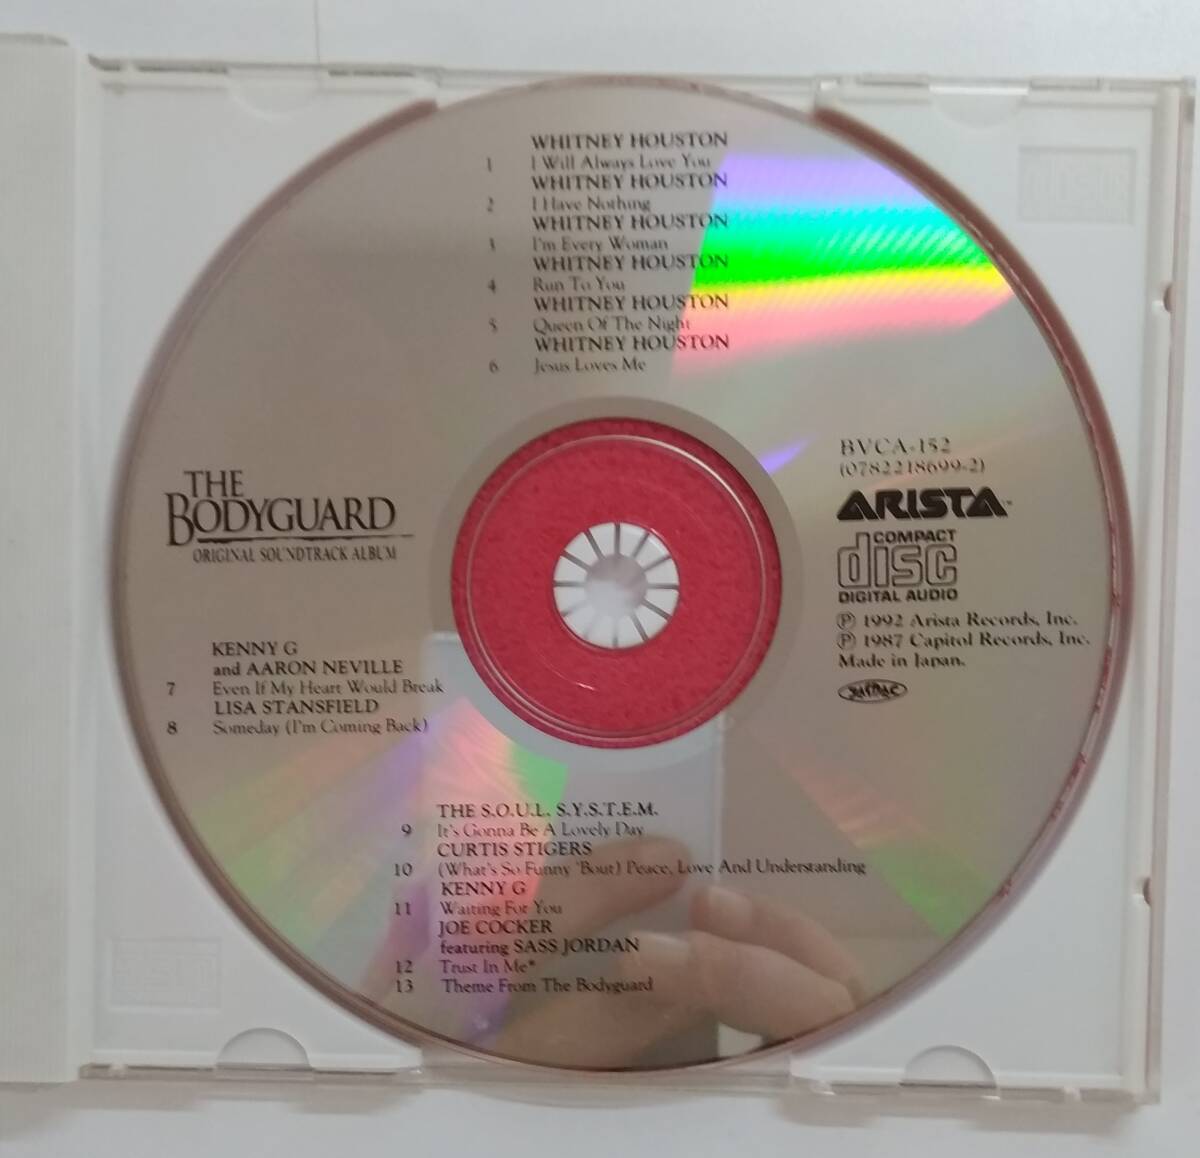 WHITNEY HOUSTON
1 I Will Always Love You
WHITNEY HOUSTON
2 I Have Nothing
WHITNEY HOUSTON
3 I'm Every Woman
WHITNEY HOUSTON
4 Run To You
WHITNEY HOUSTON
5 Queen Of The Night
WHITNEY HOUSTON
6 Jesus Loves Me
THE
BODYGUARD
ORIGINAL SOUNDTRACK ALBUM
BVCA-152
(0782218699-2)
ARISTA™
COMPACT
disc
DIGITAL AUDIO
Ⓟ 1992 Arista Records, Inc.
Ⓟ 1987 Capitol Records, Inc.
Made in Japan.
JASRAC
KENNY G
and AARON NEVILLE
7 Even If My Heart Would Break
LISA STANSFIELD
8 Someday (I'm Coming Back)
THE S.O.U.L. S.Y.S.T.E.M.
9 It's Gonna Be A Lovely Day
CURTIS STIGERS
10 (What's So Funny 'Bout) Peace, Love And Understanding
KENNY G
11 Waiting For You
JOE COCKER
featuring SASS JORDAN
12 Trust In Me*
13 Theme From The Bodyguard